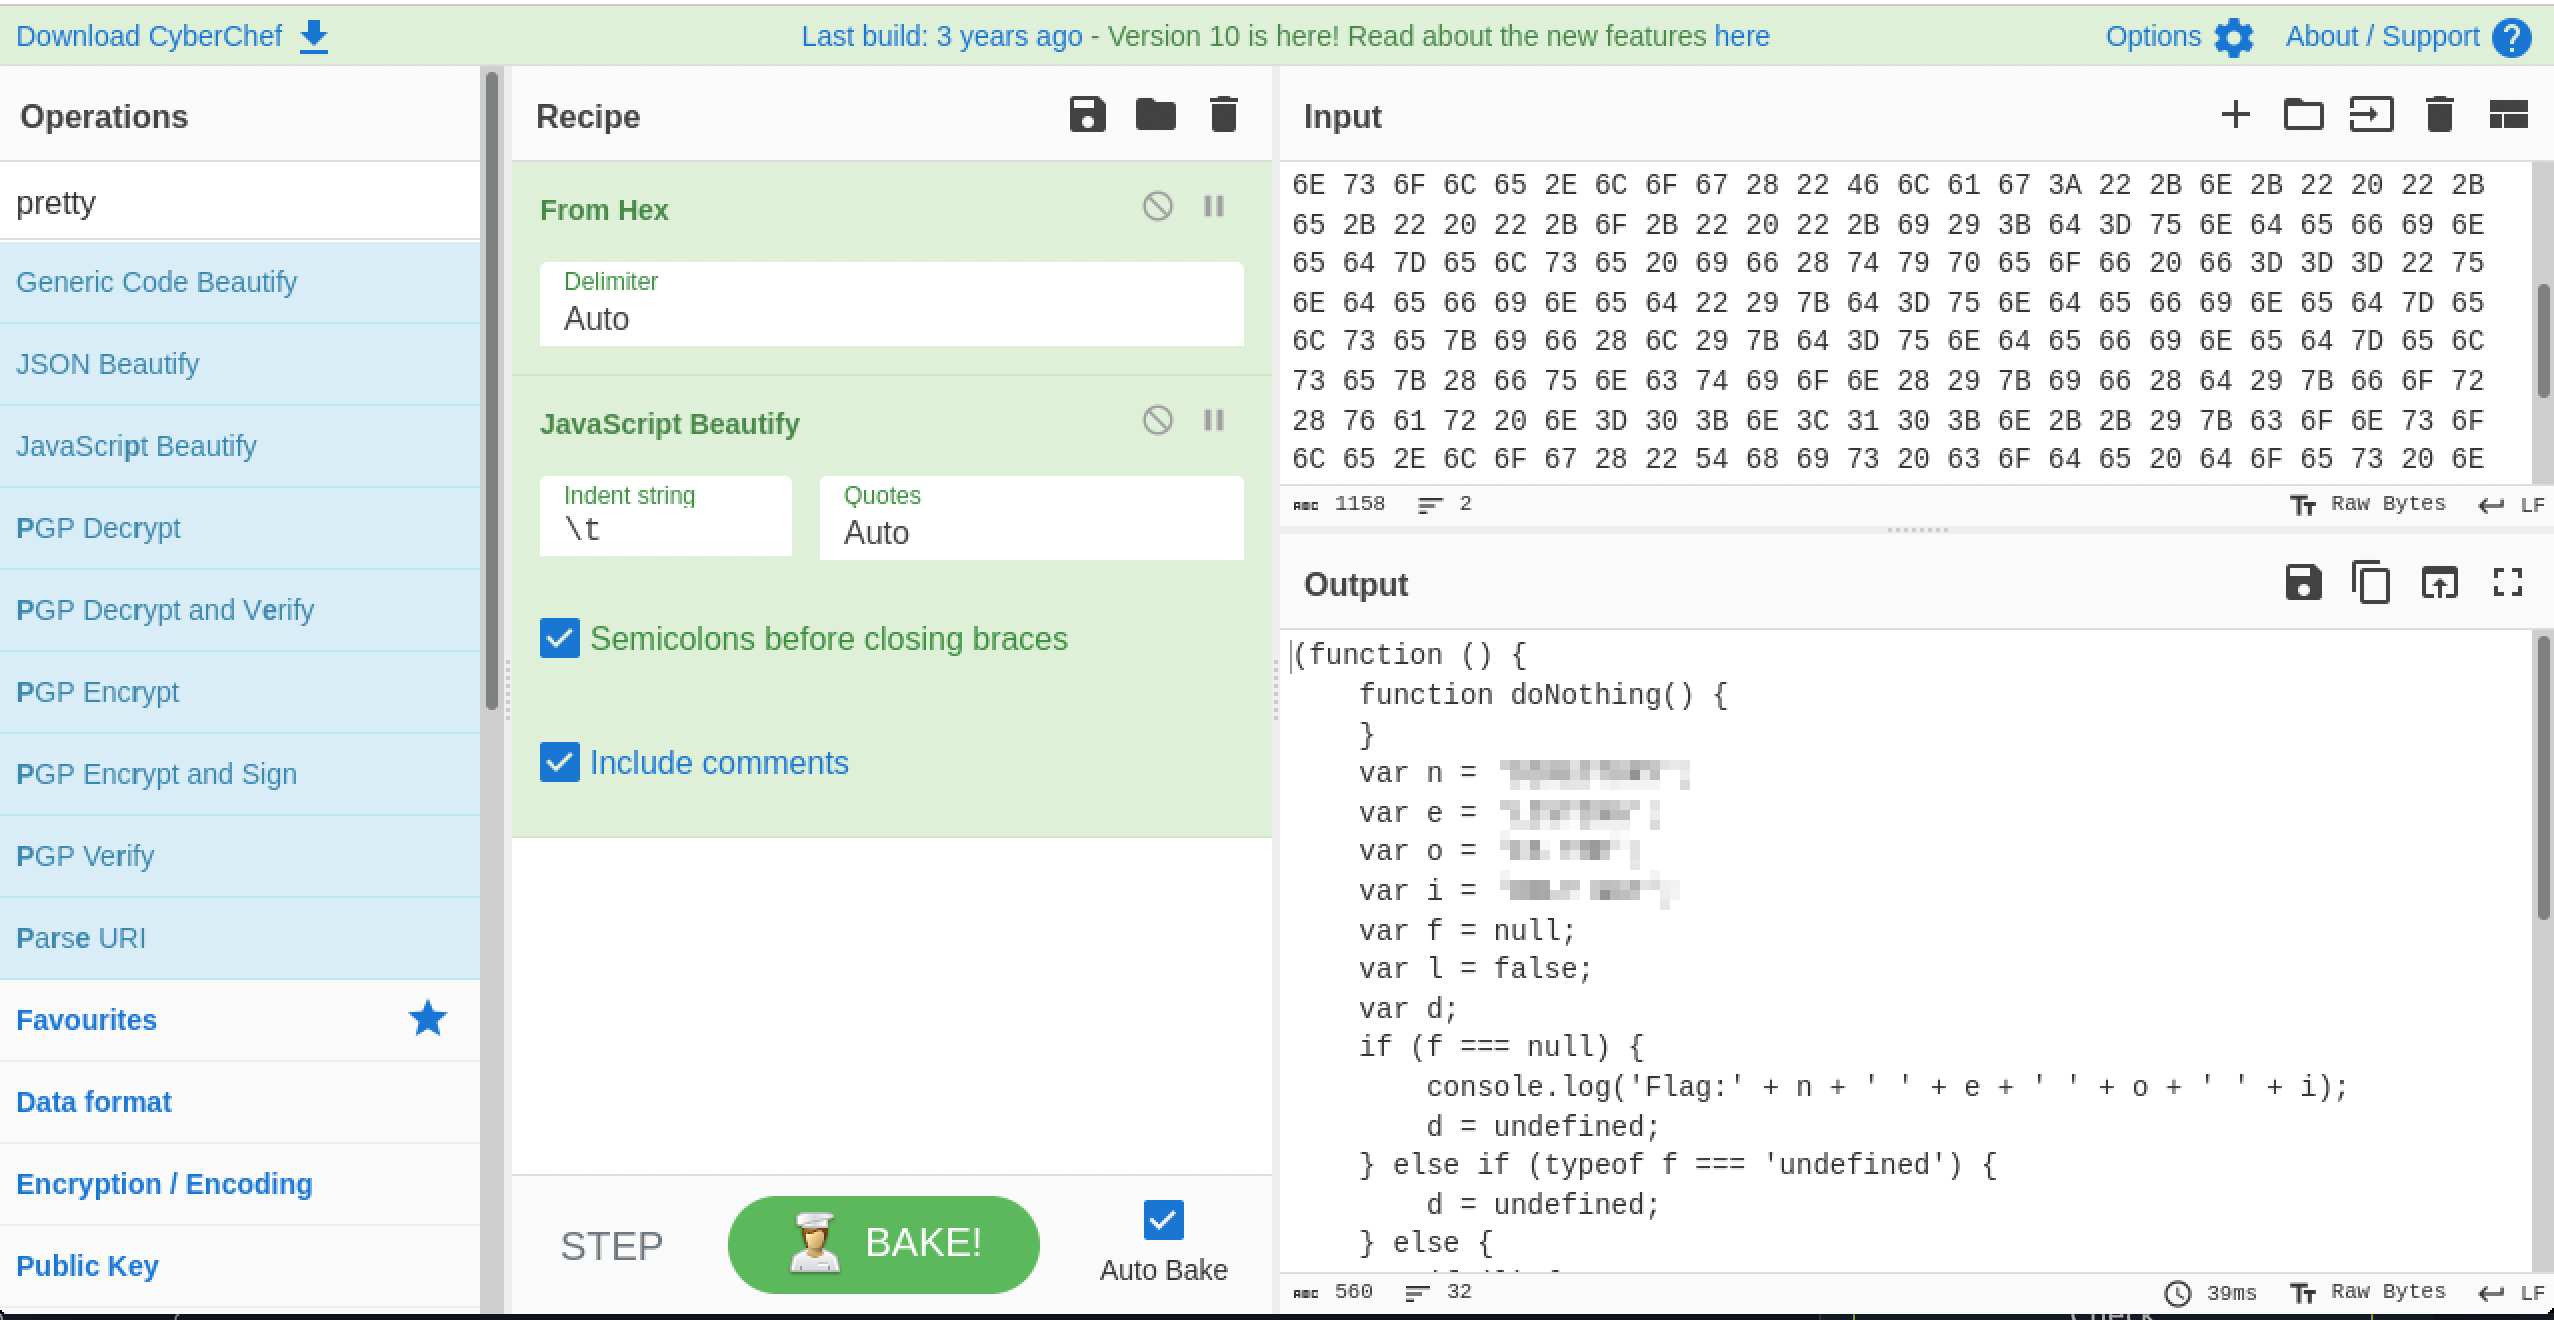 Download CyberChef
Last build: 3 years ago - Version 10 is here! Read about the new features here
Options
About / Support
Operations
pretty
Generic Code Beautify
JSON Beautify
JavaScript Beautify
PGP Decrypt
PGP Decrypt and Verify
PGP Encrypt
PGP Encrypt and Sign
PGP Verify
Parse URI
Favourites
Data format
Encryption / Encoding
Public Key
Recipe
From Hex
Delimiter
Auto
JavaScript Beautify
Indent string
\t
Quotes
Auto
Semicolons before closing braces
Include comments
STEP
BAKE!
Auto Bake
Input
6E 73 6F 6C 65 2E 6C 6F 67 28 22 46 6C 61 67 3A 22 2B 6E 2B 22 20 22 2B
65 2B 22 20 22 2B 6F 2B 22 20 22 2B 69 29 3B 64 3D 75 6E 64 65 66 69 6E
65 64 7D 65 6C 73 65 20 69 66 28 74 79 70 65 6F 66 20 66 3D 3D 3D 22 75
6E 64 65 66 69 6E 65 64 22 29 7B 64 3D 75 6E 64 65 66 69 6E 65 64 7D 65
6C 73 65 7B 69 66 28 6C 29 7B 64 3D 75 6E 64 65 66 69 6E 65 64 7D 65 6C
73 65 7B 28 66 75 6E 63 74 69 6F 6E 28 29 7B 69 66 28 64 29 7B 66 6F 72
28 76 61 72 20 6E 3D 30 3B 6E 3C 31 30 3B 6E 2B 2B 29 7B 63 6F 6E 73 6F
6C 65 2E 6C 6F 67 28 22 54 68 69 73 20 63 6F 64 65 20 64 6F 65 73 20 6E
ABC 1158
2
Raw Bytes
LF
Output
(function () {
function doNothing() {
}
var n =
var e =
var o =
var i =
var f = null;
var l = false;
var d;
if (f === null) {
console.log('Flag:' + n + ' ' + e + ' ' + o + ' ' + i);
d = undefined;
} else if (typeof f === 'undefined') {
d = undefined;
} else {
ABC 560
32
39ms
Raw Bytes
LF